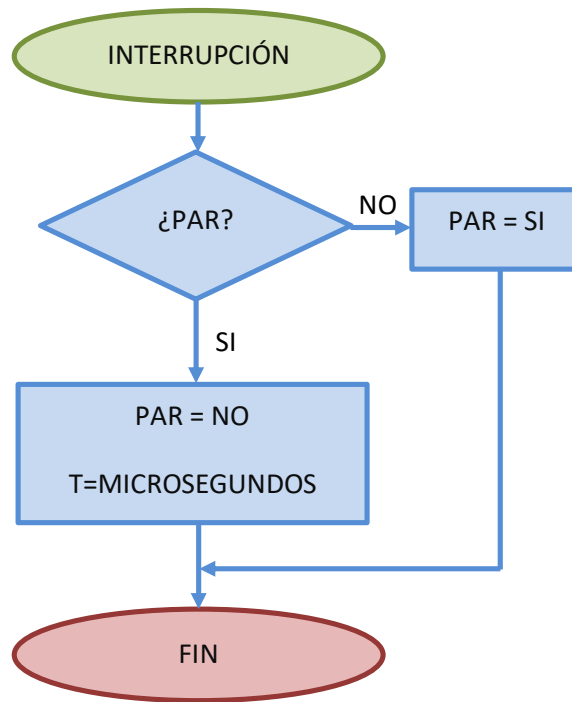 INTERRUPCIÓN
¿PAR?
NO
PAR = SI
SI
PAR = NO
T=MICROSEGUNDOS
FIN